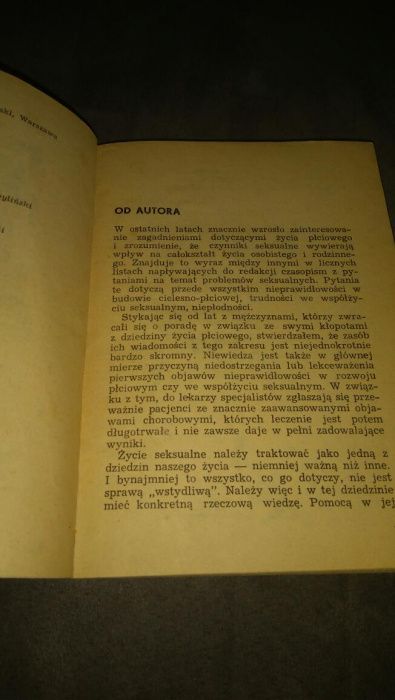 ski, Warszawa
OD AUTORA
W ostatnich latach znacznie wzrosło zainteresowa-
nie zagadnieniami dotyczącymi życia płciowego
i zrozumienie, że czynniki seksualne wywierają
wpływ na całokształt życia osobistego i rodzinne-
go. Znajduje to wyraz między innymi w licznych
listach napływających do redakcji czasopism z py-
taniami na temat problemów seksualnych. Pytania
te dotyczą przede wszystkim nieprawidłowości w
budowie cielesno-płciowej, trudności we współży-
ciu seksualnym, niepłodności.
Stykając się od lat z mężczyznami, którzy zwra-
cali się o poradę w związku ze swymi kłopotami
z dziedziny życia płciowego, stwierdzałem, że zasób
ich wiadomości z tego zakresu jest niejednokrotnie
bardzo skromny. Niewiedza jest także w głównej
mierze przyczyną niedostrzegania lub lekceważenia
pierwszych objawów nieprawidłowości w rozwoju
płciowym czy we współżyciu seksualnym. W związ-
ku z tym, do lekarzy specjalistów zgłaszają się prze-
ważnie pacjenci ze znacznie zaawansowanymi obja-
wami chorobowymi, których leczenie jest potem
długotrwałe i nie zawsze daje w pełni zadowalające
wyniki.
Życie seksualne należy traktować jako jedną z
dziedzin naszego życia — niemniej ważną niż inne.
I bynajmniej to wszystko, co go dotyczy, nie jest
sprawą „wstydliwą”. Należy więc i w tej dziedzinie
mieć konkretną rzeczową wiedzę. Pomocą w jej